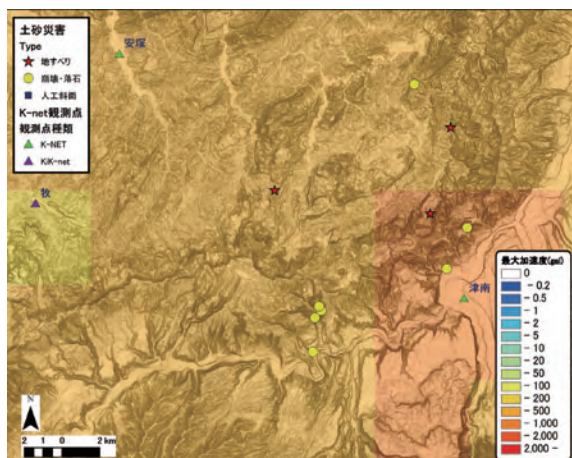 土砂災害
Type
地すべり
崩壊・落石
人工斜面
K-net観測点
観測点種類
K-NET
KiK-net
安塚
牧
津南
最大加速度(gal)
0
- 0.2
- 0.5
- 1
- 2
- 5
- 10
- 20
- 50
- 100
- 200
- 500
- 1,000
- 2,000
2,000 -
N
2 1 0 2 km